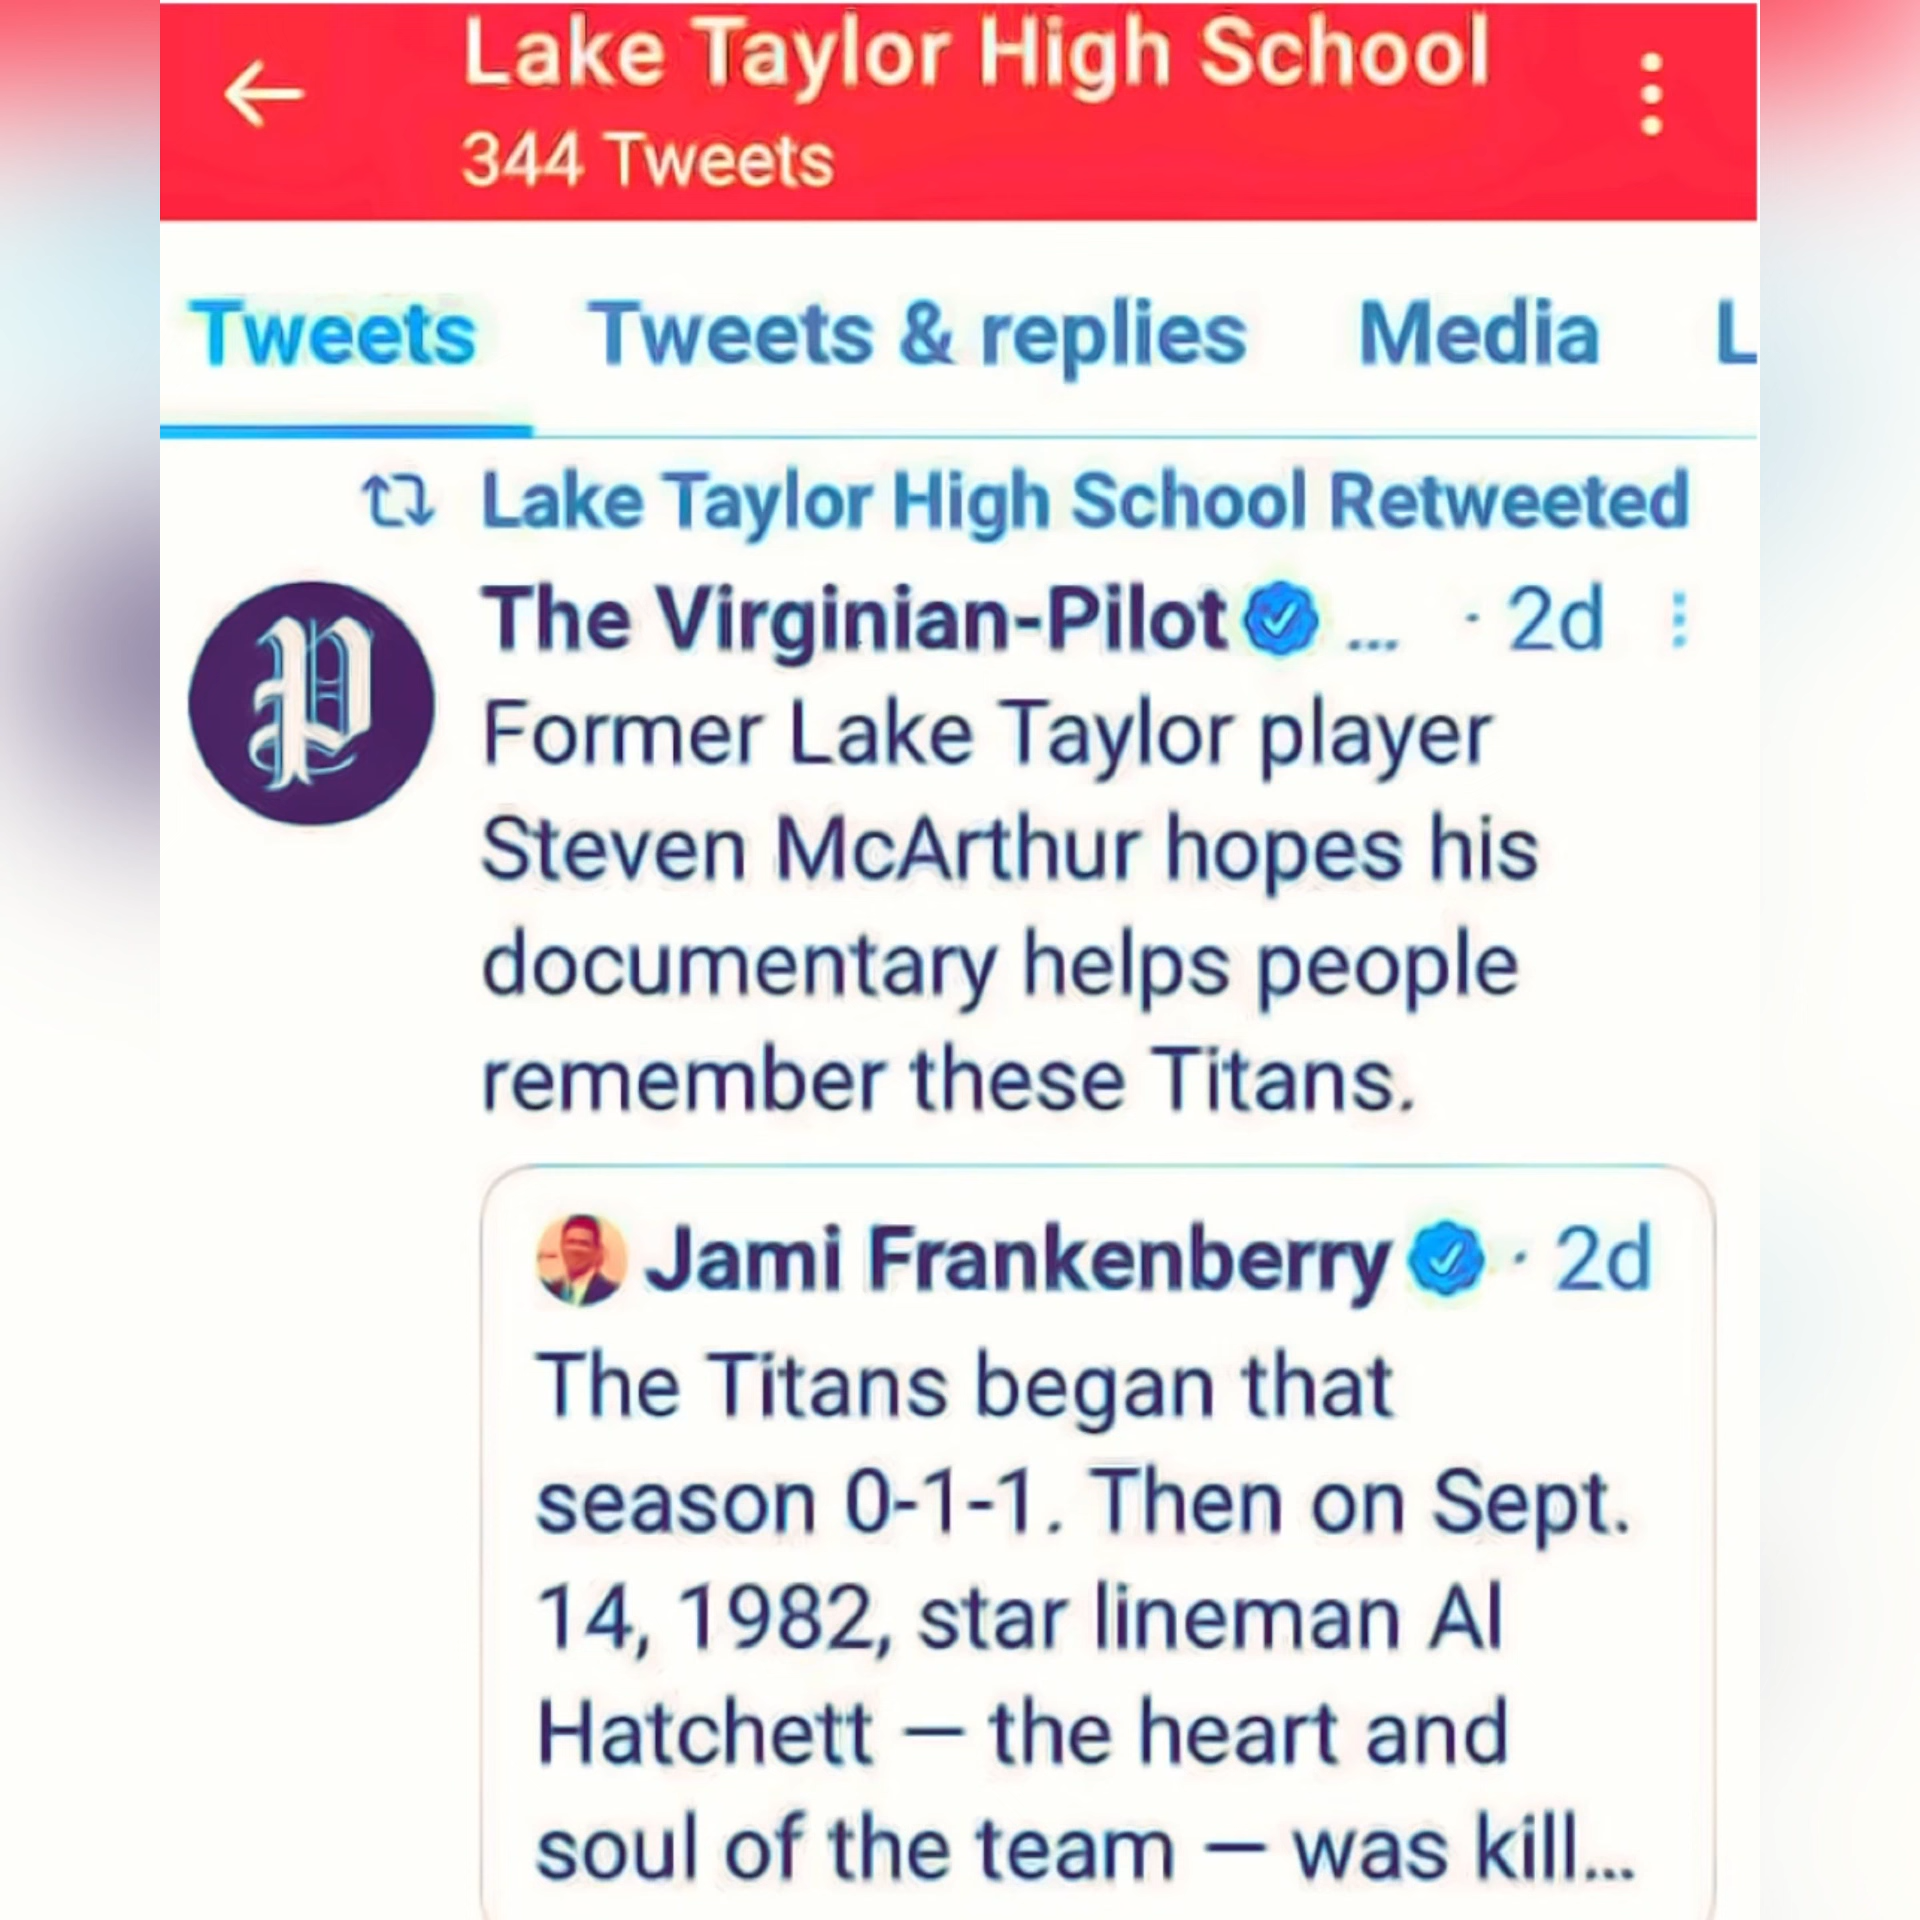 Lake Taylor High School
344 Tweets
Tweets Tweets & replies Media L
Lake Taylor High School Retweeted
The Virginian-Pilot ... · 2d
Former Lake Taylor player
Steven McArthur hopes his
documentary helps people
remember these Titans.
Jami Frankenberry · 2d
The Titans began that
season 0-1-1. Then on Sept.
14, 1982, star lineman Al
Hatchett — the heart and
soul of the team — was kill...